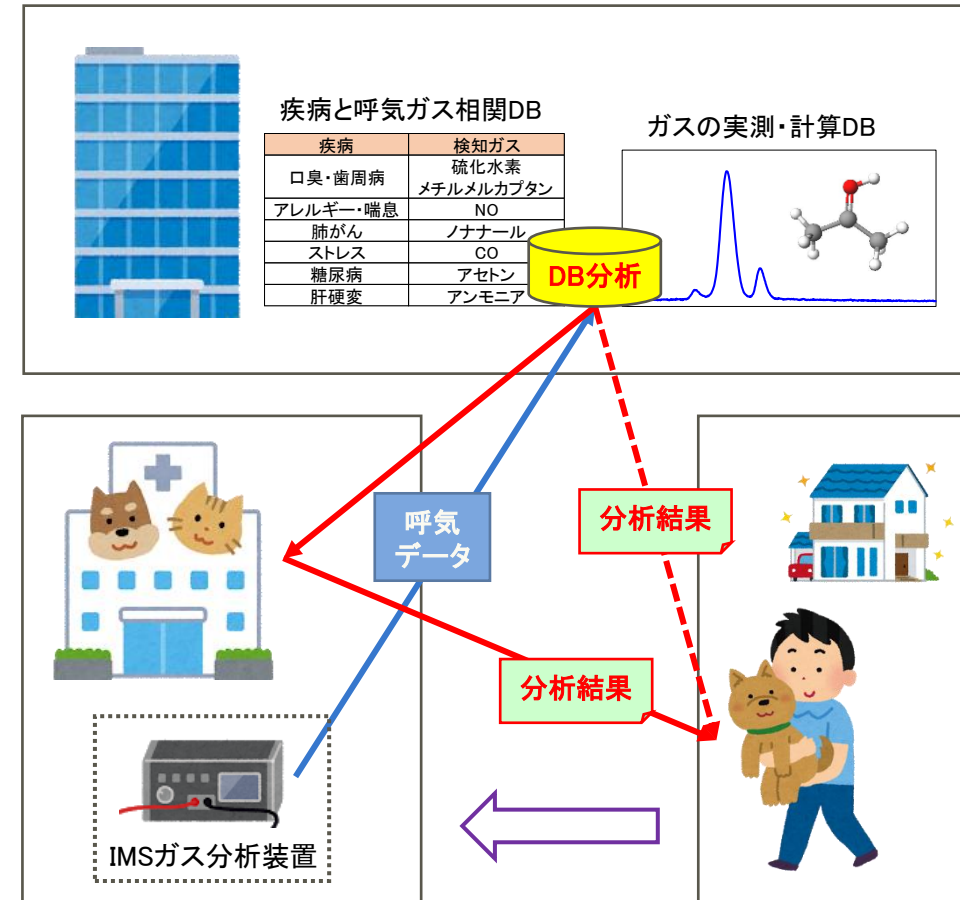 疾病と呼気ガス相関DB
疾病 検知ガス
口臭・歯周病 硫化水素
メチルメルカプタン
アレルギー・喘息 NO
肺がん ノナナール
ストレス CO
糖尿病 アセトン
肝硬変 アンモニア
ガスの実測・計算DB
DB分析
呼気
データ
分析結果
分析結果
IMSガス分析装置